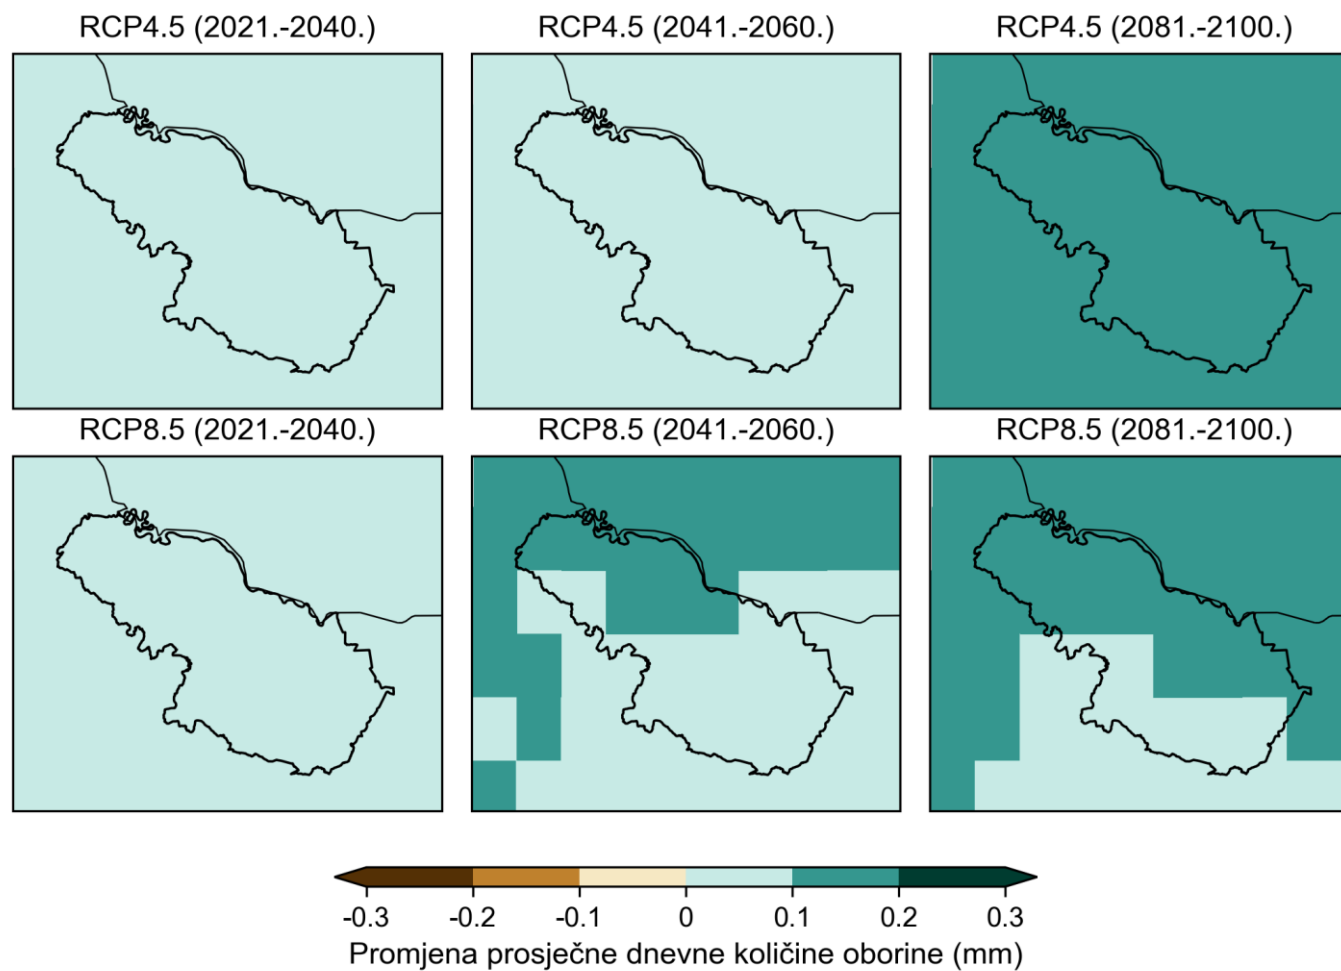 RCP4.5 (2021.-2040.) RCP4.5 (2041.-2060.) RCP4.5 (2081.-2100.)
RCP8.5 (2021.-2040.) RCP8.5 (2041.-2060.) RCP8.5 (2081.-2100.)
-0.3 -0.2 -0.1 0 0.1 0.2 0.3
Promjena prosječne dnevne količine oborine (mm)